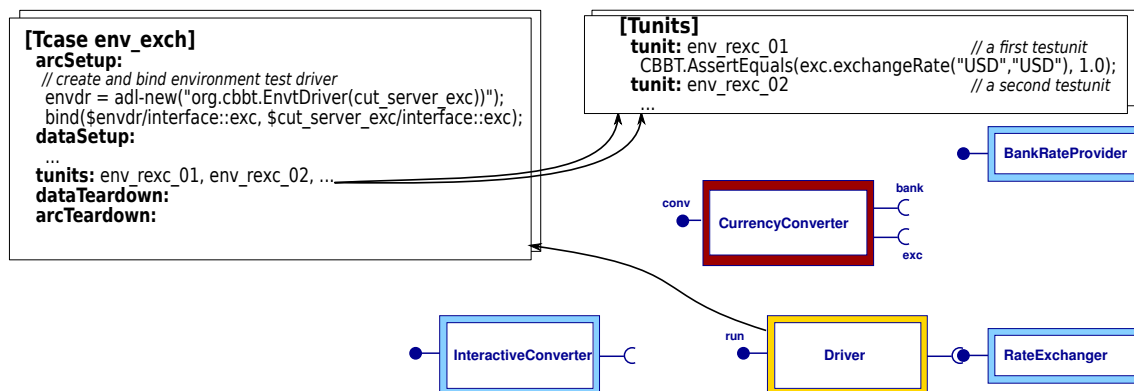 [Tcase env_exch]
arcSetup:
// create and bind environment test driver
envdr = adl-new("org.cbbt.EnvtDriver(cut_server_exc))");
bind($envdr/interface::exc, $cut_server_exc/interface::exc);
dataSetup:
...
tunits: env_rexc_01, env_rexc_02, ...
dataTeardown:
arcTeardown:
[Tunits]
tunit: env_rexc_01 // a first testunit
CBBT.AssertEquals(exc.exchangeRate("USD","USD"), 1.0);
tunit: env_rexc_02 // a second testunit
...
BankRateProvider
bank
conv
CurrencyConverter
exc
run
InteractiveConverter
Driver
RateExchanger